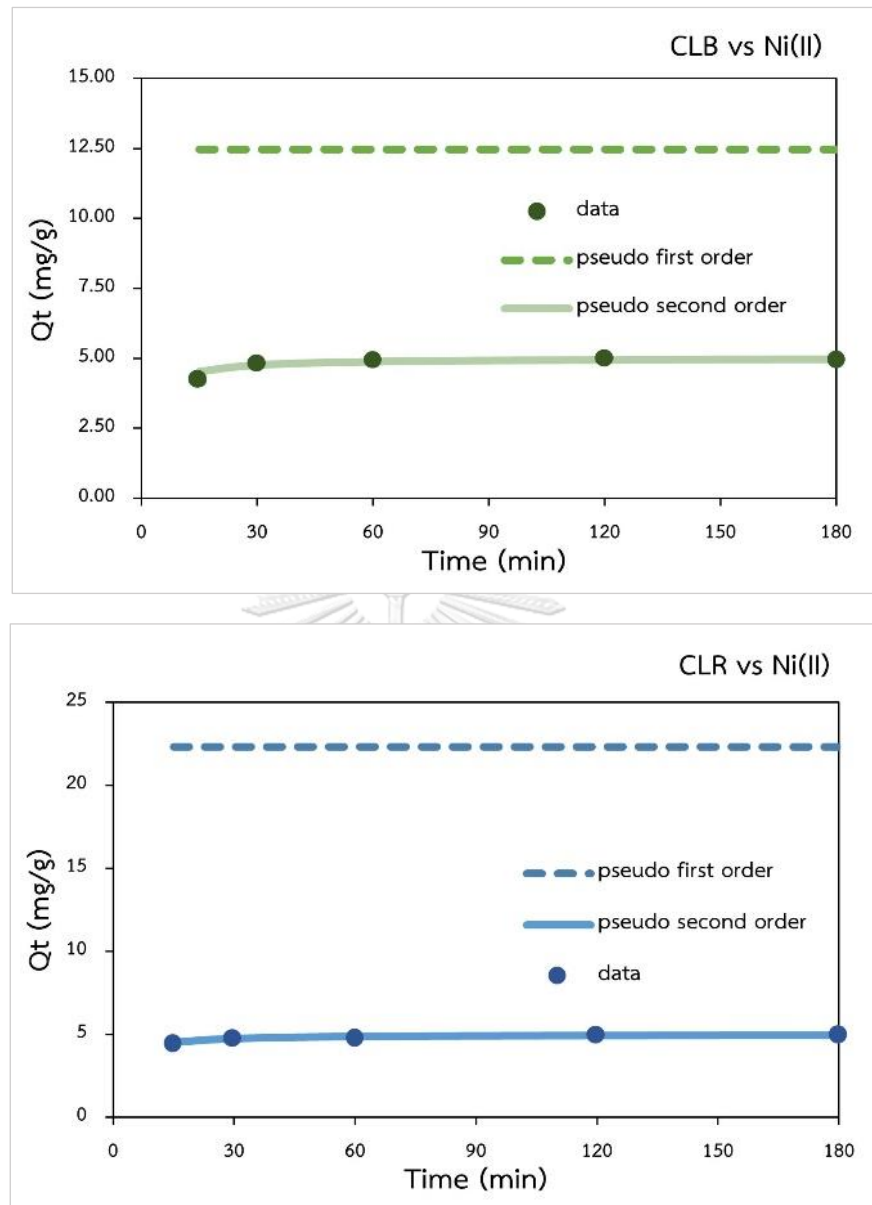 CLB vs Ni(II)
15.00
12.50
10.00
7.50
5.00
2.50
0.00
Qt (mg/g)
data
pseudo first order
pseudo second order
0 30 60 90 120 150 180
Time (min)
CLR vs Ni(II)
25
20
15
10
5
0
Qt (mg/g)
pseudo first order
pseudo second order
data
0 30 60 90 120 150 180
Time (min)